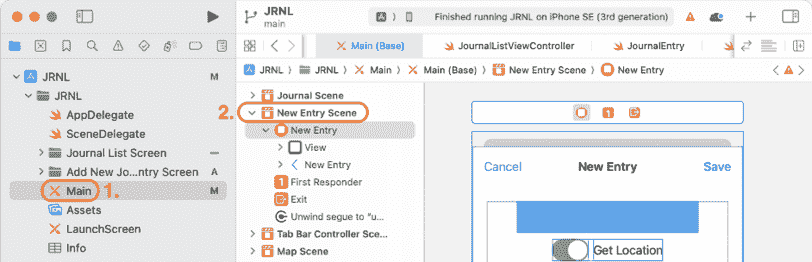 JRNL
main
Finished running JRNL on iPhone SE (3rd generation)
Main (Base)
JournalListViewController
JournalEntry
JRNL
JRNL
Main
Main (Base)
New Entry Scene
New Entry
JRNL
M
JRNL
AppDelegate
SceneDelegate
Journal List Screen
Add New Jo...ntry Screen
A
Main
1.
M
Assets
LaunchScreen
Info
Journal Scene
2.
New Entry Scene
New Entry
View
New Entry
1
First Responder
Exit
Unwind segue to "u...
Tab Bar Controller Sce...
Map Scene
1
Cancel
New Entry
Save
Get Location